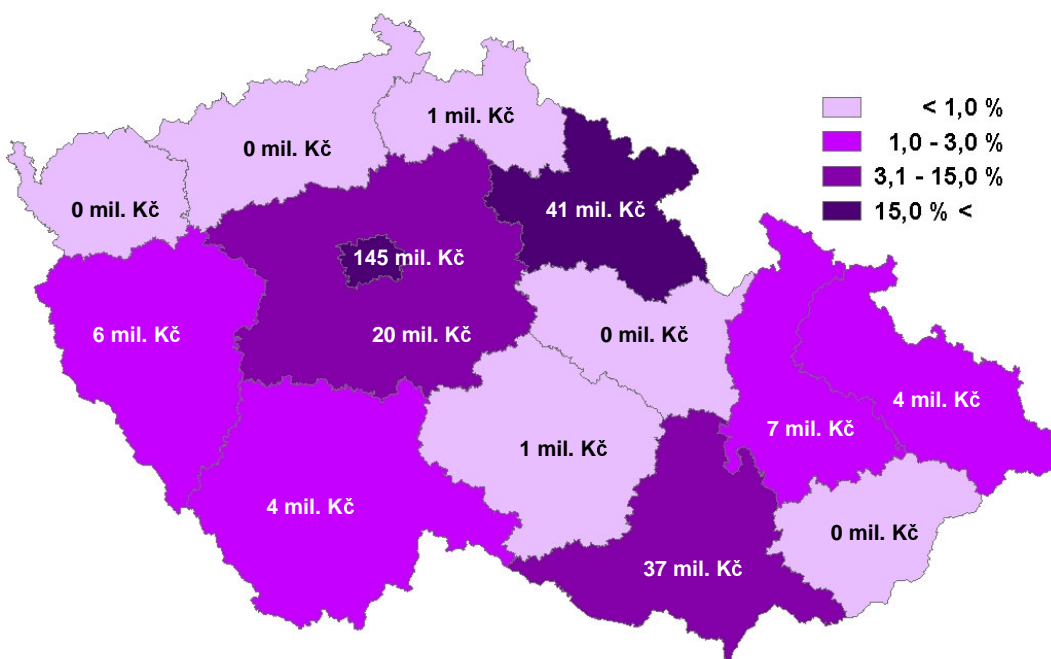 1 mil. Kč
< 1,0 %
0 mil. Kč
1,0 - 3,0 %
3,1 - 15,0 %
0 mil. Kč
41 mil. Kč
15,0 % <
145 mil. Kč
6 mil. Kč
20 mil. Kč
0 mil. Kč
4 mil. Kč
7 mil. Kč
1 mil. Kč
4 mil. Kč
0 mil. Kč
37 mil. Kč